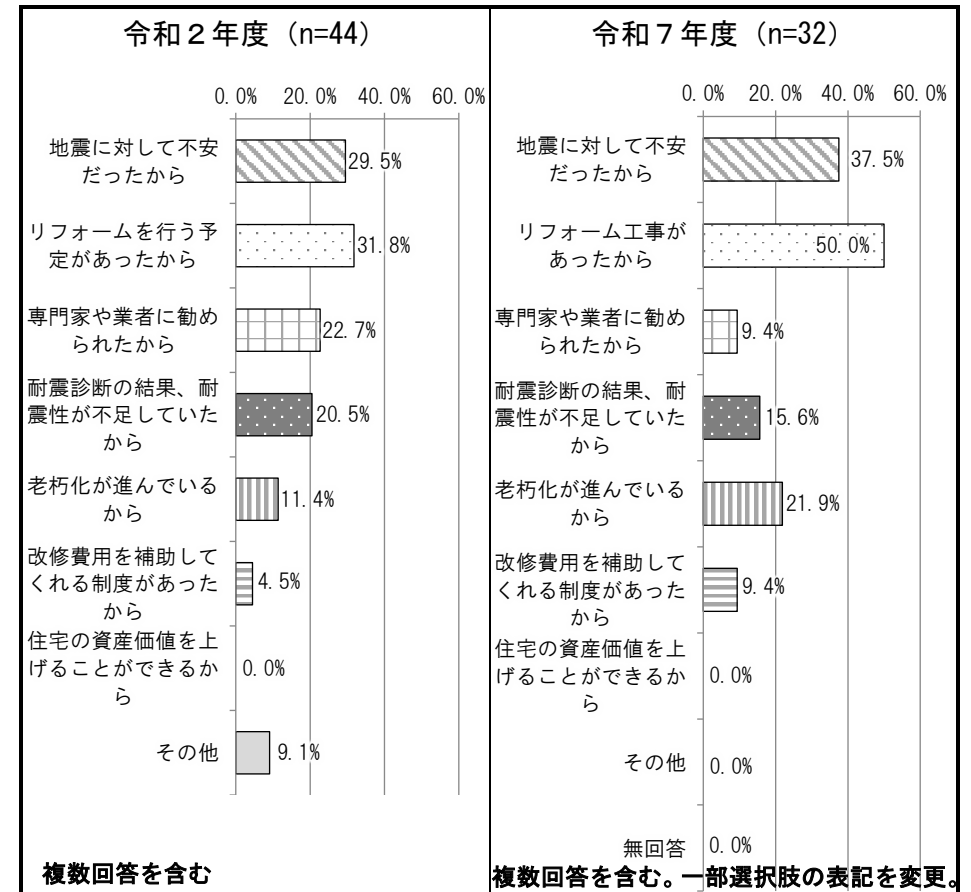 令和２年度（n=44）
0.0% 20.0% 40.0% 60.0%
地震に対して不安
だったから
29.5%
リフォームを行う予
定があったから
31.8%
専門家や業者に勧め
られたから
22.7%
耐震診断の結果、耐
震性が不足していた
から
20.5%
老朽化が進んでいる
から
11.4%
改修費用を補助して
くれる制度があった
から
4.5%
住宅の資産価値を上
げることができるか
ら
0.0%
その他
9.1%
複数回答を含む
令和７年度（n=32）
0.0% 20.0% 40.0% 60.0%
地震に対して不安
だったから
37.5%
リフォーム工事が
あったから
50.0%
専門家や業者に勧め
られたから
9.4%
耐震診断の結果、耐
震性が不足していた
から
15.6%
老朽化が進んでいる
から
21.9%
改修費用を補助して
くれる制度があった
から
9.4%
住宅の資産価値を上
げることができるか
ら
0.0%
その他
0.0%
無回答
0.0%
複数回答を含む。一部選択肢の表記を変更。